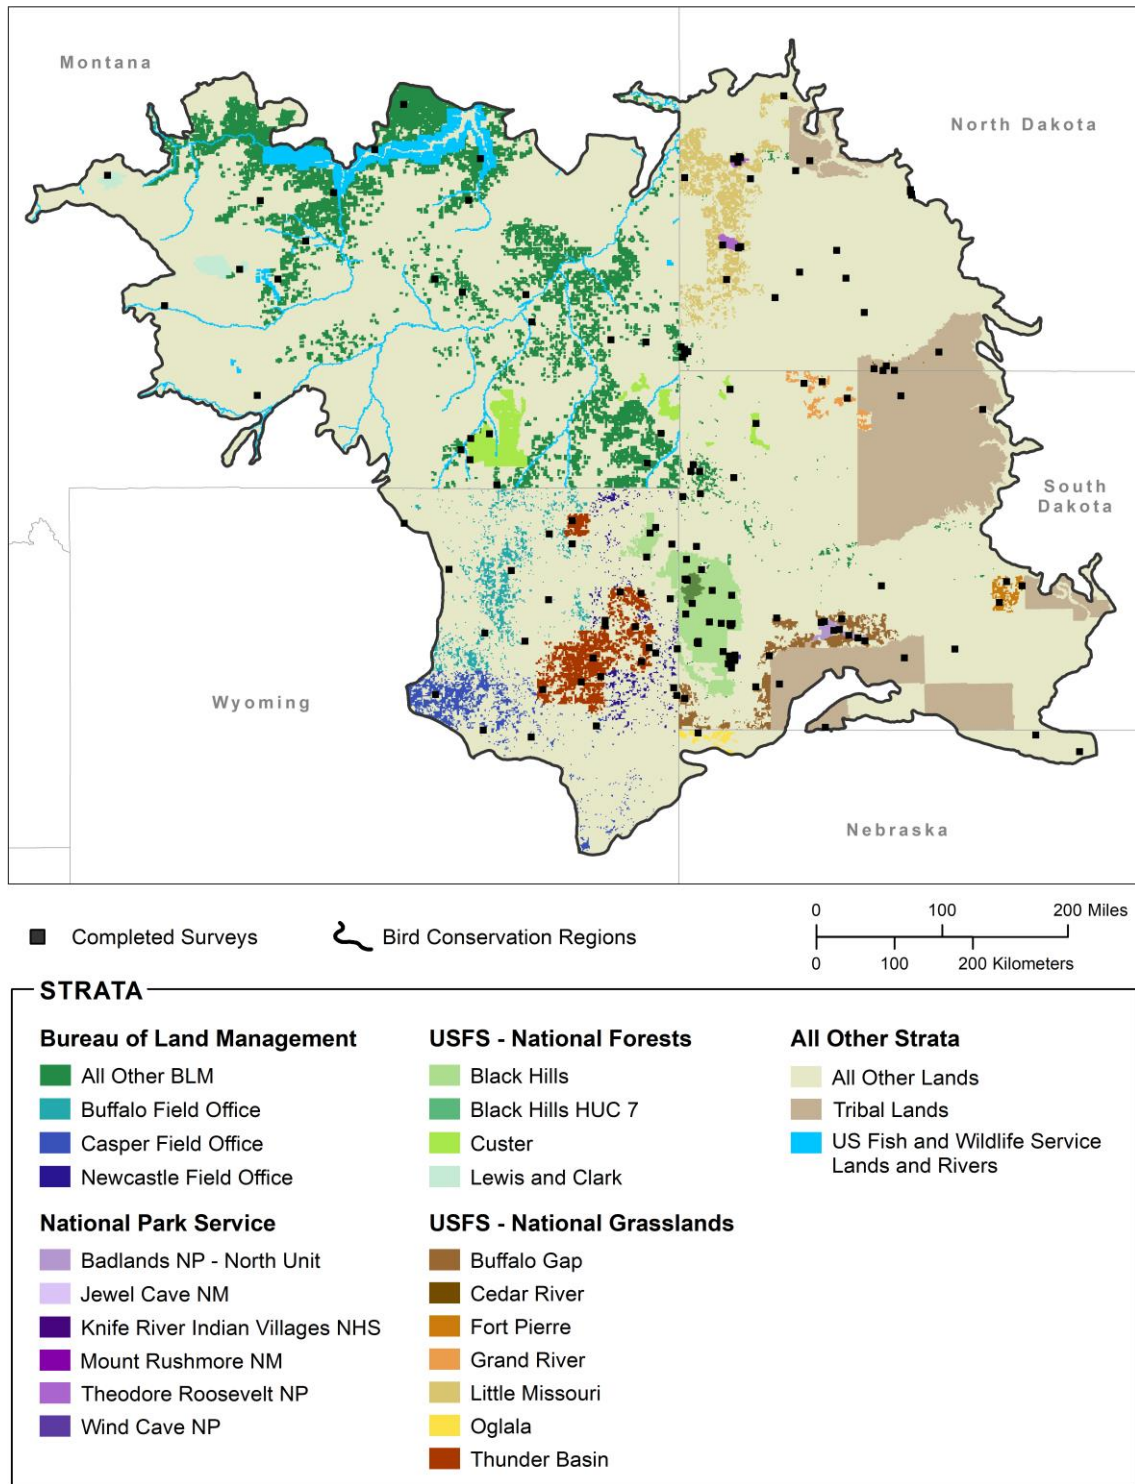 Montana
North Dakota
South
Dakota
Wyoming
Nebraska
Completed Surveys
Bird Conservation Regions
0 100 200 Miles
0 100 200 Kilometers
STRATA
Bureau of Land Management
All Other BLM
Buffalo Field Office
Casper Field Office
Newcastle Field Office
National Park Service
Badlands NP - North Unit
Jewel Cave NM
Knife River Indian Villages NHS
Mount Rushmore NM
Theodore Roosevelt NP
Wind Cave NP
USFS - National Forests
Black Hills
Black Hills HUC 7
Custer
Lewis and Clark
USFS - National Grasslands
Buffalo Gap
Cedar River
Fort Pierre
Grand River
Little Missouri
Oglala
Thunder Basin
All Other Strata
All Other Lands
Tribal Lands
US Fish and Wildlife Service
Lands and Rivers